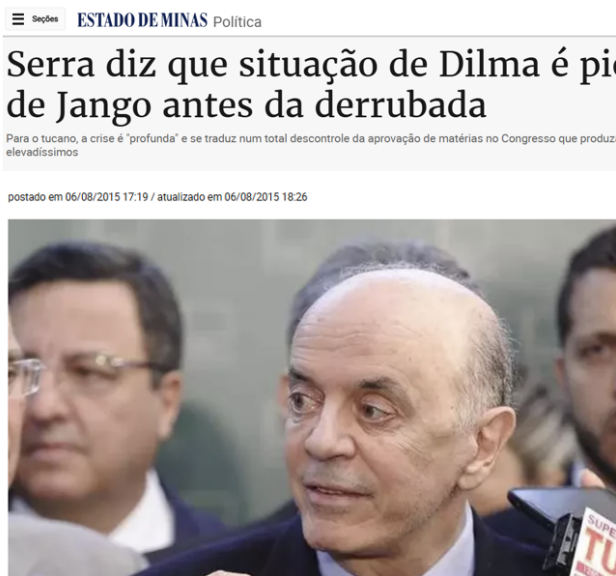 Seções ESTADO DE MINAS Política
Serra diz que situação de Dilma é
de Jango antes da derrubada
Para o tucano, a crise é "profunda" e se traduz num total descontrole da aprovação de matérias no Congresso que
elevadíssimos
postado em 06/08/2015 17:19 / atualizado em 06/08/2015 18:26